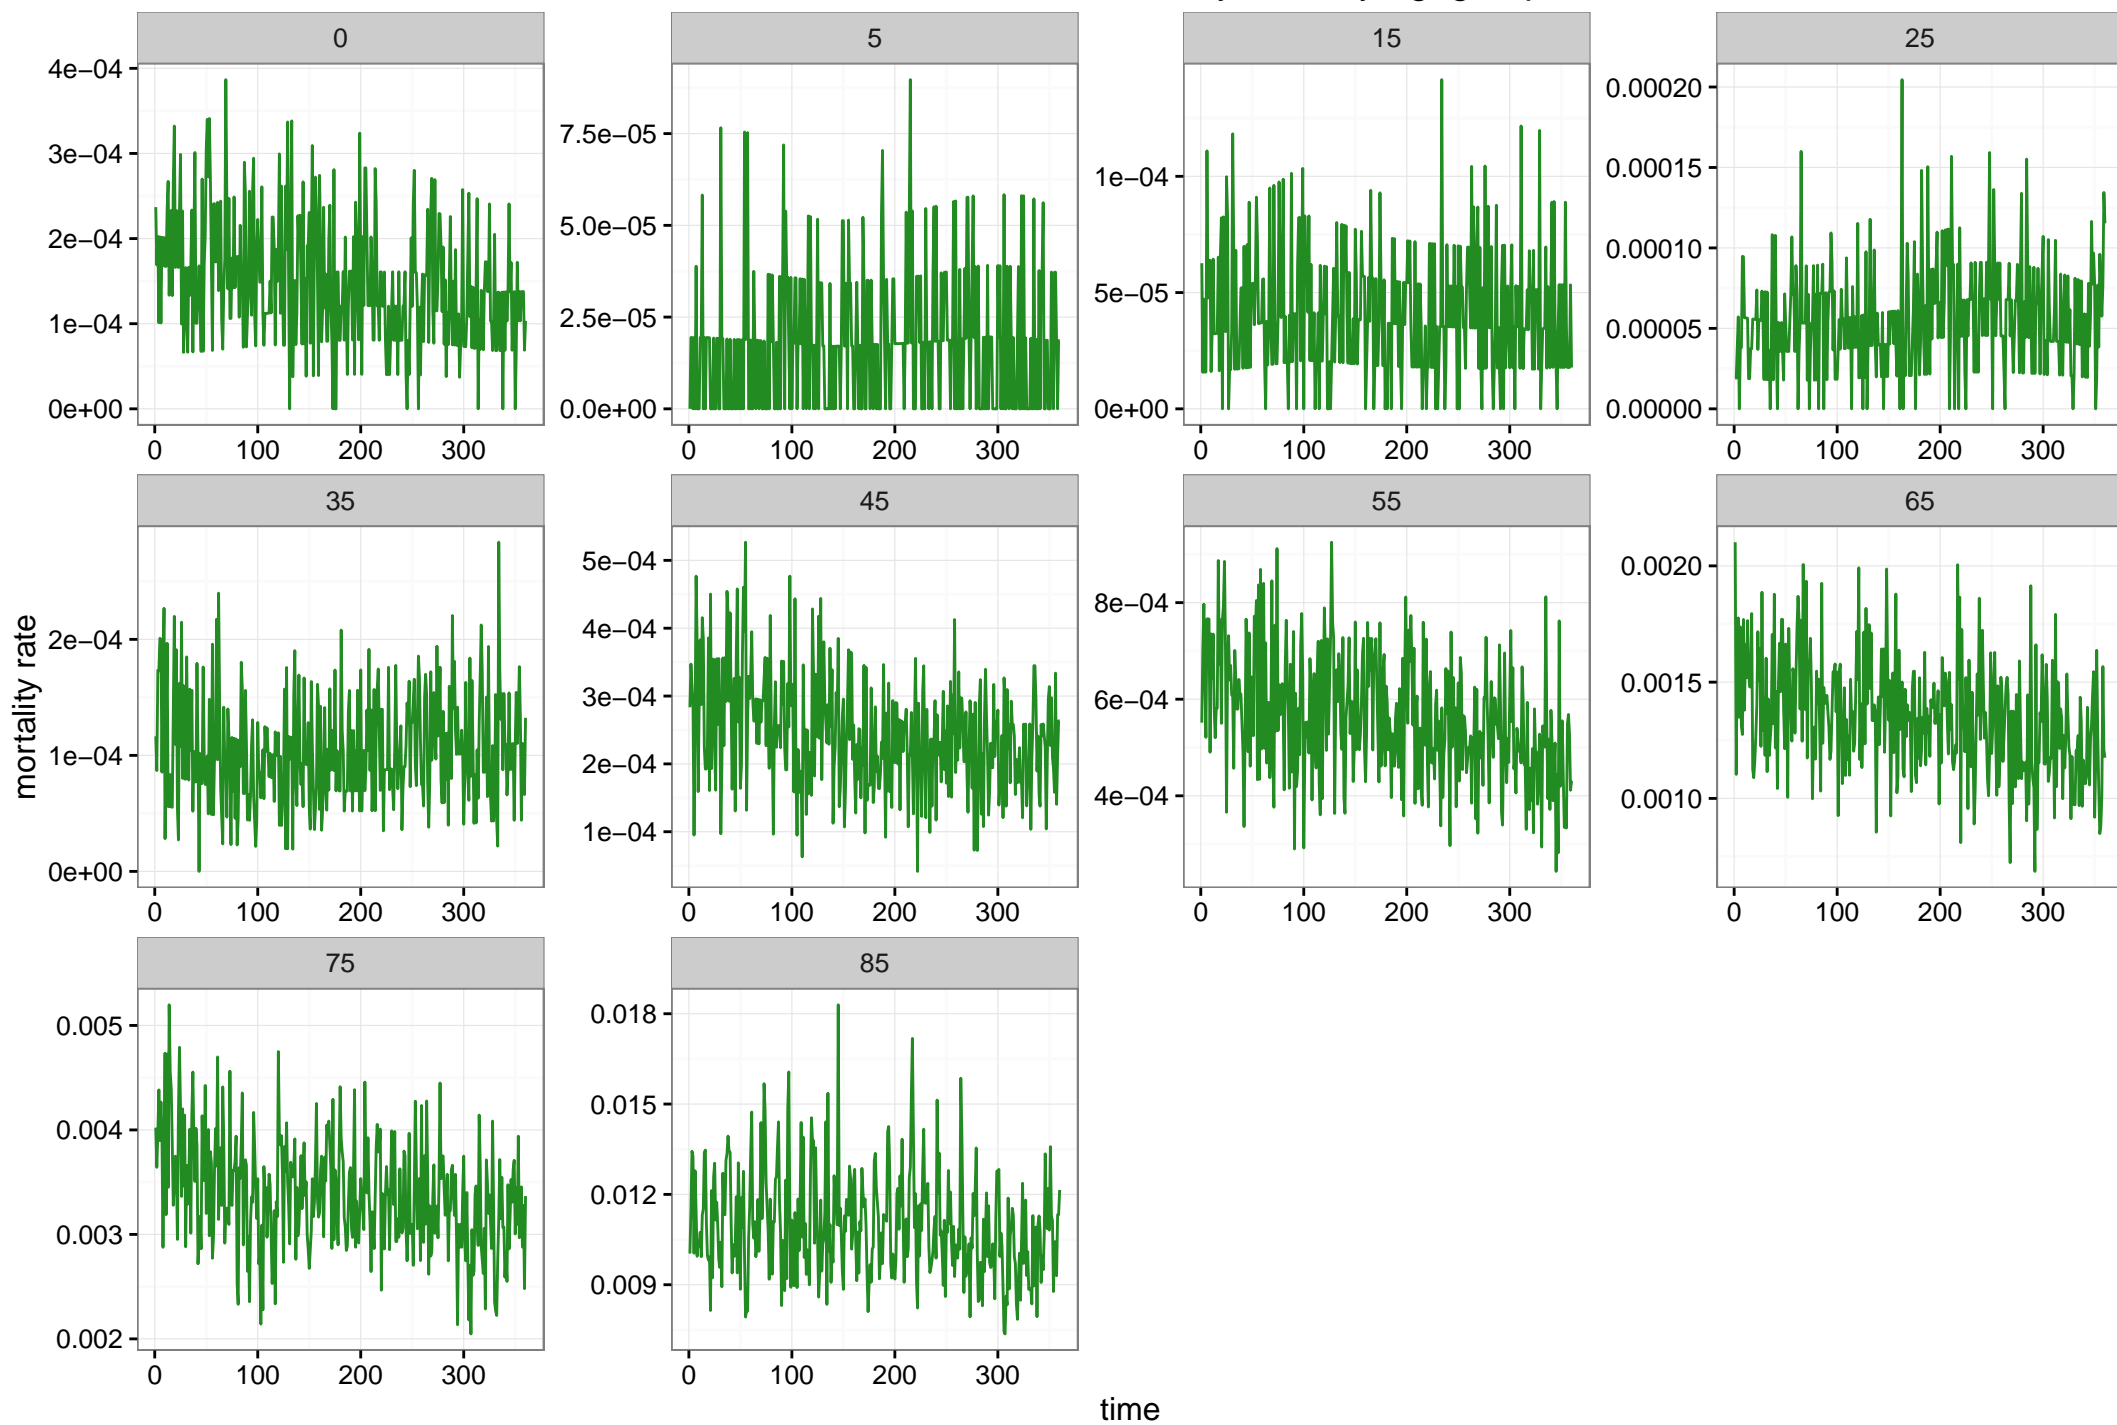 0 5 15 25
4e−04
3e−04
2e−04
1e−04
0e+00
0 100 200 300
7.5e−05
5.0e−05
2.5e−05
0.0e+00
0 100 200 300
1e−04
5e−05
0e+00
0 100 200 300
0.00020
0.00015
0.00010
0.00005
0.00000
0 100 200 300
mortality rate
35 45 55 65
2e−04
1e−04
0e+00
0 100 200 300
5e−04
4e−04
3e−04
2e−04
1e−04
0 100 200 300
8e−04
6e−04
4e−04
0 100 200 300
0.0020
0.0015
0.0010
0 100 200 300
75 85
0.005
0.004
0.003
0.002
0 100 200 300
0.018
0.015
0.012
0.009
0 100 200 300
time